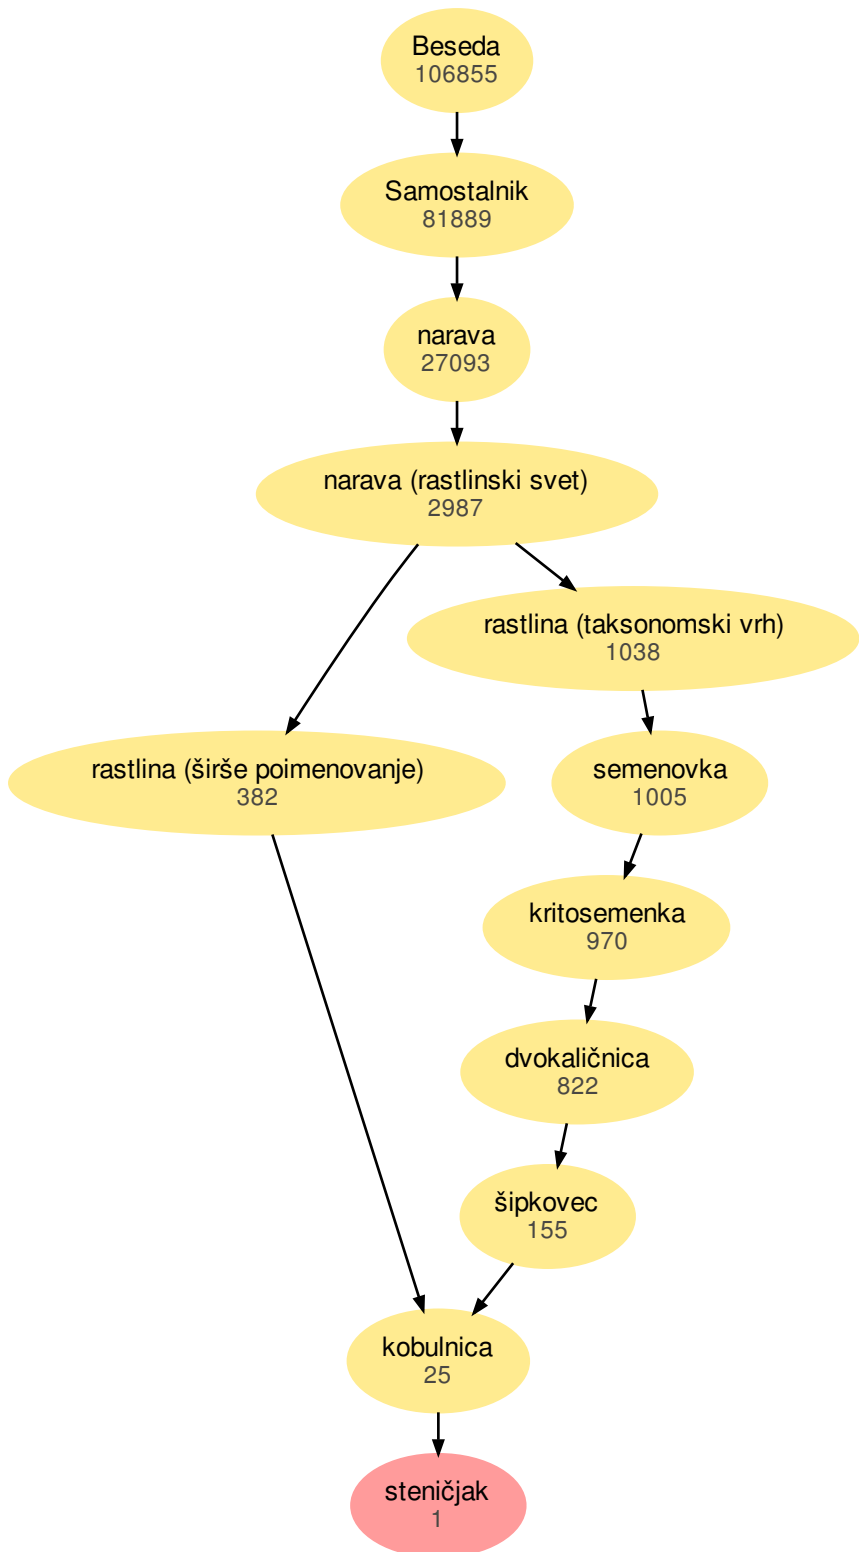 Beseda
106855
Samostalnik
81889
narava
27093
narava (rastlinski svet)
2987
rastlina (taksonomski vrh)
1038
rastlina (širše poimenovanje)
382
semenovka
1005
kritosemenka
970
dvokaličnica
822
šipkovec
155
kobulnica
25
steničjak
1